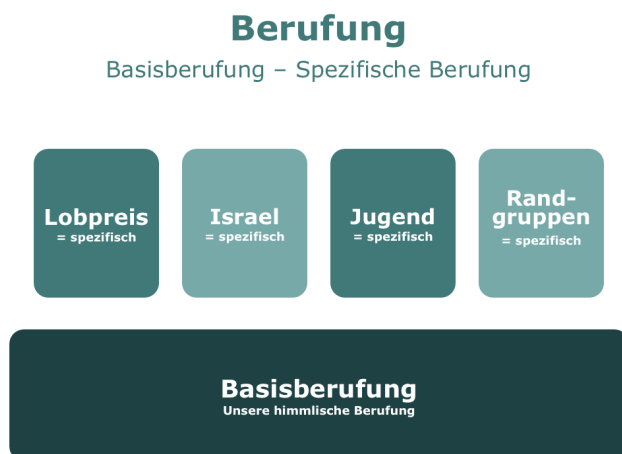 Berufung
Basisberufung – Spezifische Berufung
Lobpreis
= spezifisch
Israel
= spezifisch
Jugend
= spezifisch
Rand-
gruppen
= spezifisch
Basisberufung
Unsere himmlische Berufung